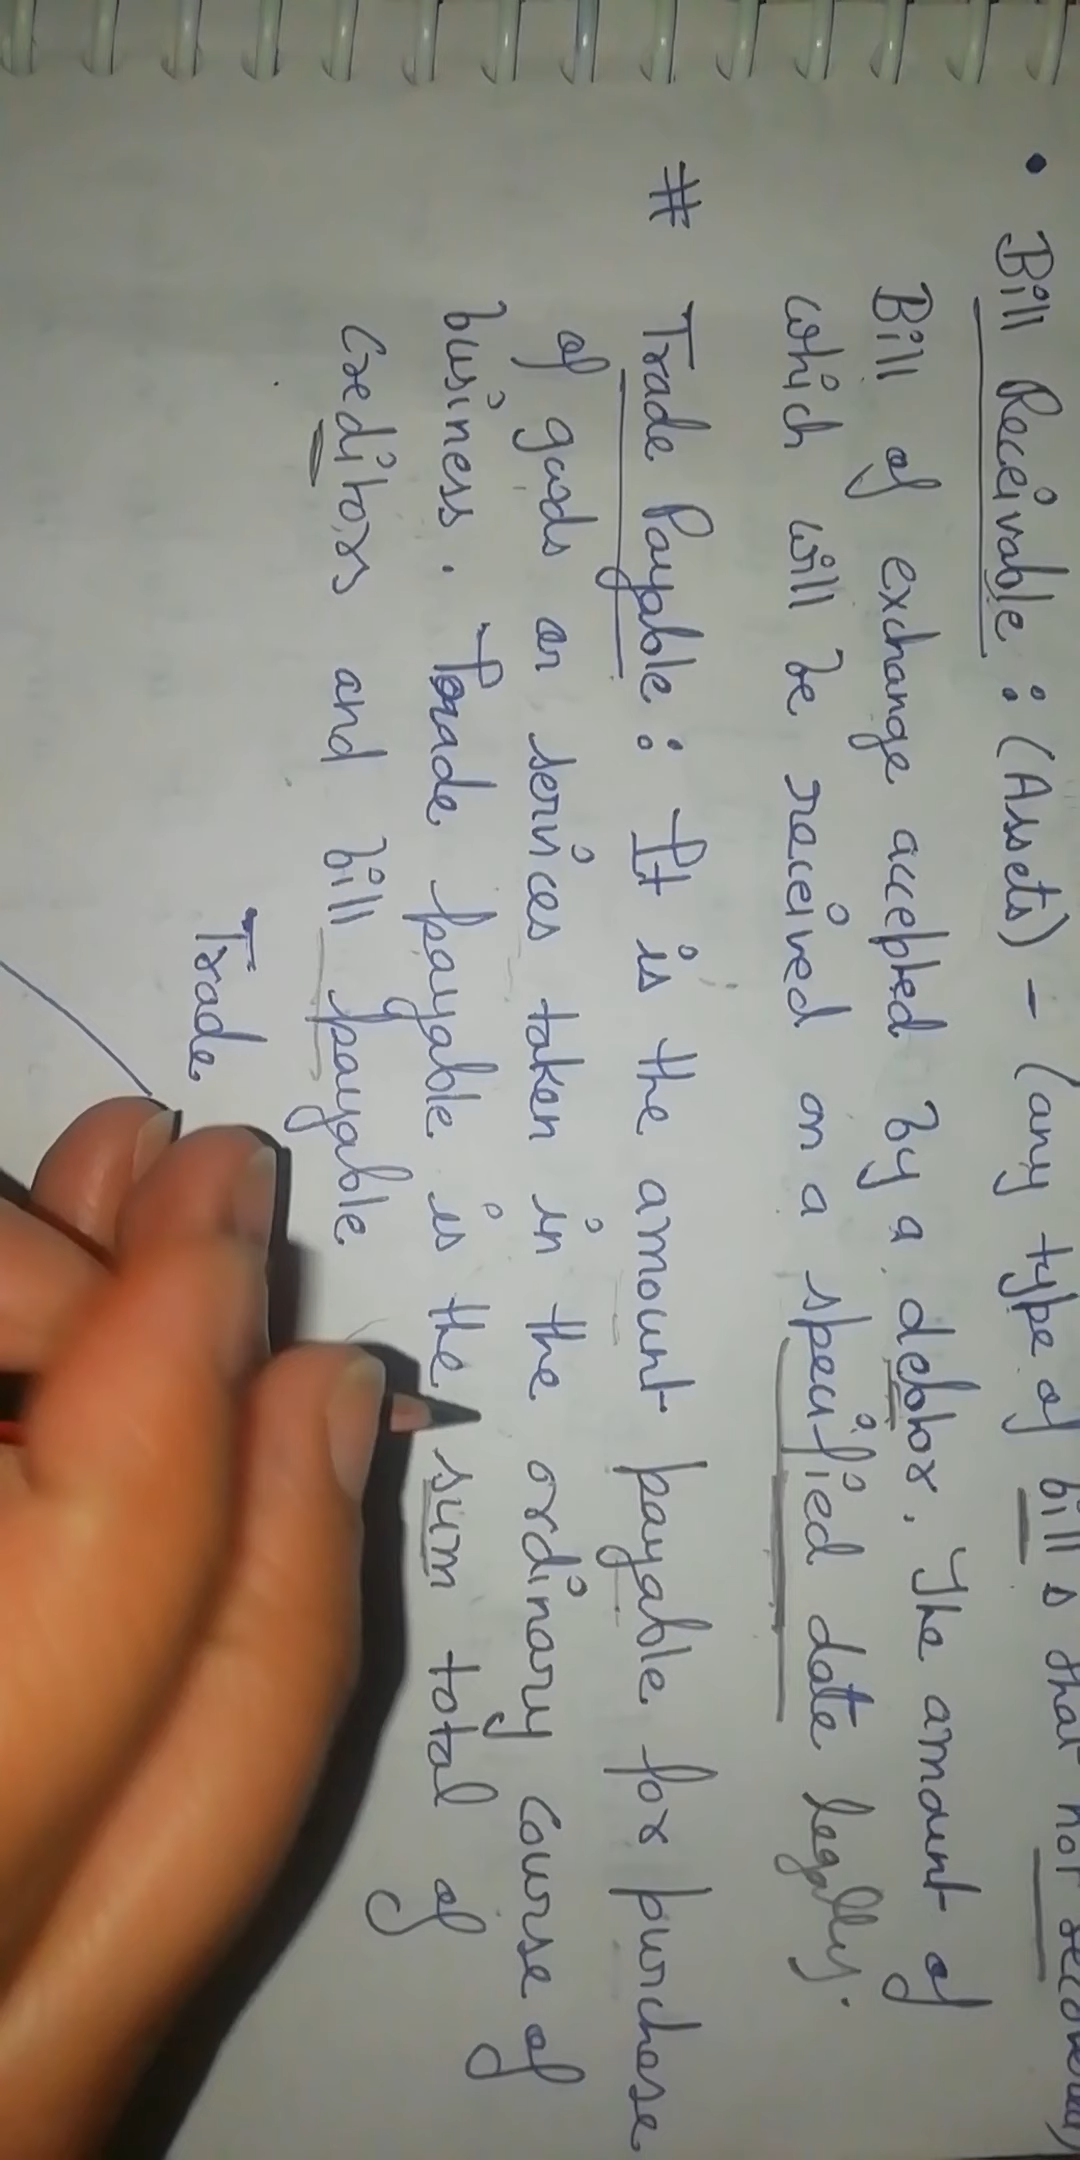 • Bill Receivable : (Assets) - (any type of bill s that not
Bill of exchange accepted by a debtor. The amount of
which will be received on a specified date legally.
# Trade Payable : It is the amount payable for purchase
of goods or services taken in the ordinary course of
business. Trade payable is the sum total of
creditors and bill payable
Trade